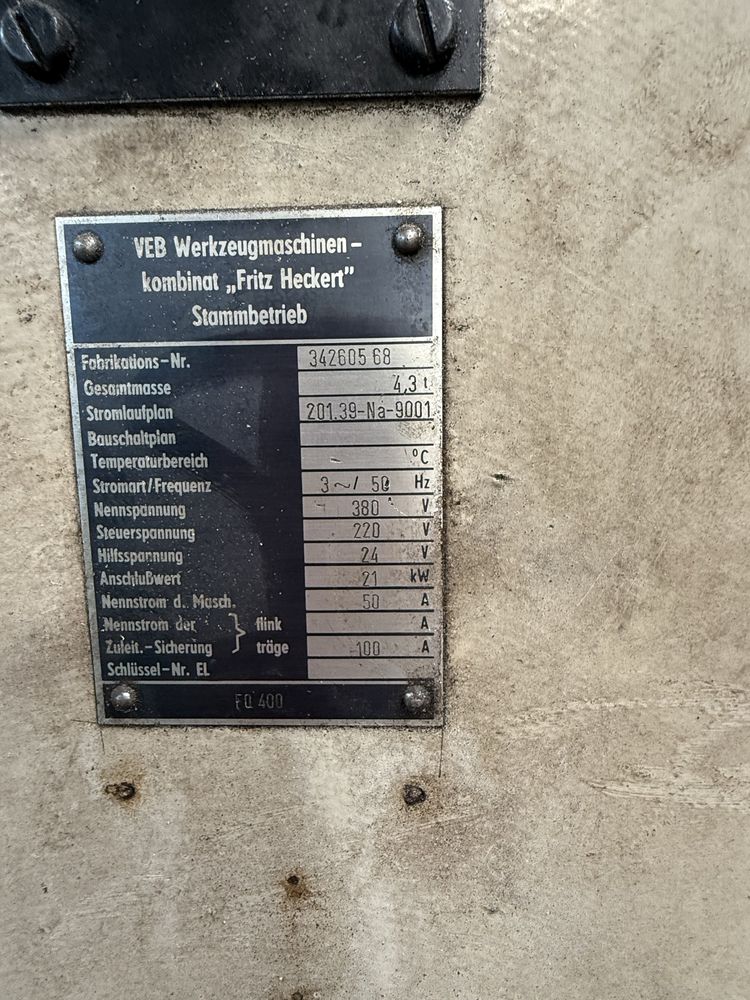 VEB Werkzeugmaschinen-
kombinat „Fritz Heckert"
Stammbetrieb
Fabrikations-Nr. 342605 68
Gesamtmasse 4,3 t
Stromlaufplan 201.39-Na-9001
Bauschaltplan
Temperaturbereich °C
Stromart/Frequenz 3~/ 50 Hz
Nennspannung 380 V
Steuerspannung 220 V
Hilfsspannung 24 V
Anschlußwert 21 kW
Nennstrom d. Masch. 50 A
Nennstrom der } flink A
Zuleit.-Sicherung } träge 100 A
Schlüssel-Nr. EL
FQ 400